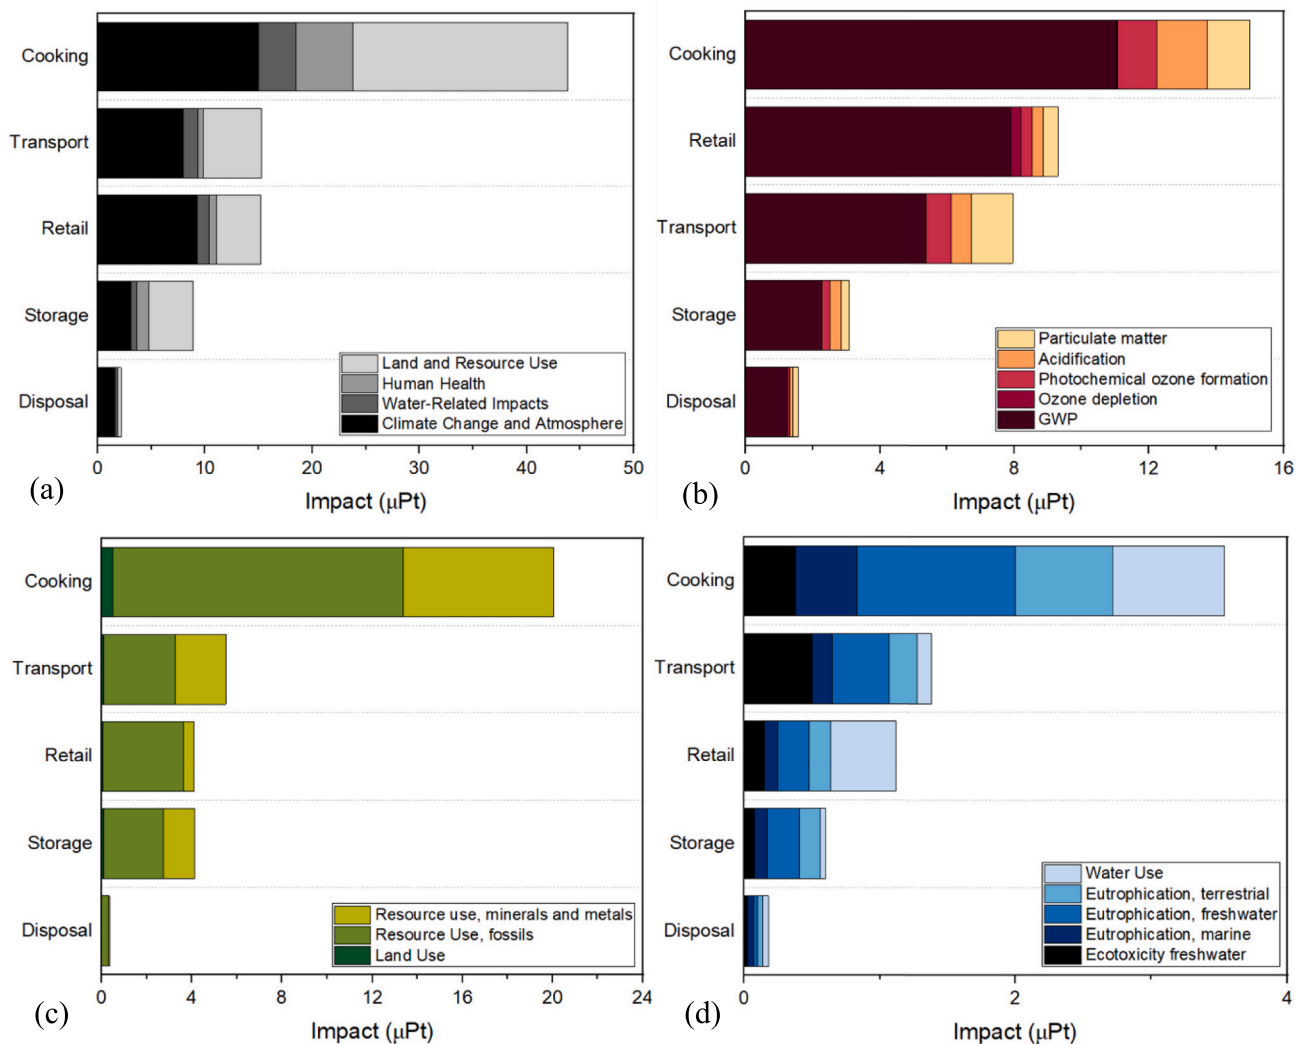 Cooking
Transport
Retail
Storage
Disposal
Land and Resource Use
Human Health
Water-Related Impacts
Climate Change and Atmosphere
0 10 20 30 40 50
Impact (μPt)
(a)
Cooking
Retail
Transport
Storage
Disposal
Particulate matter
Acidification
Photochemical ozone formation
Ozone depletion
GWP
0 4 8 12 16
Impact (μPt)
(b)
Cooking
Transport
Retail
Storage
Disposal
Resource use, minerals and metals
Resource Use, fossils
Land Use
0 4 8 12 16 20 24
Impact (μPt)
(c)
Cooking
Transport
Retail
Storage
Disposal
Water Use
Eutrophication, terrestrial
Eutrophication, freshwater
Eutrophication, marine
Ecotoxicity freshwater
0 2 4
Impact (μPt)
(d)